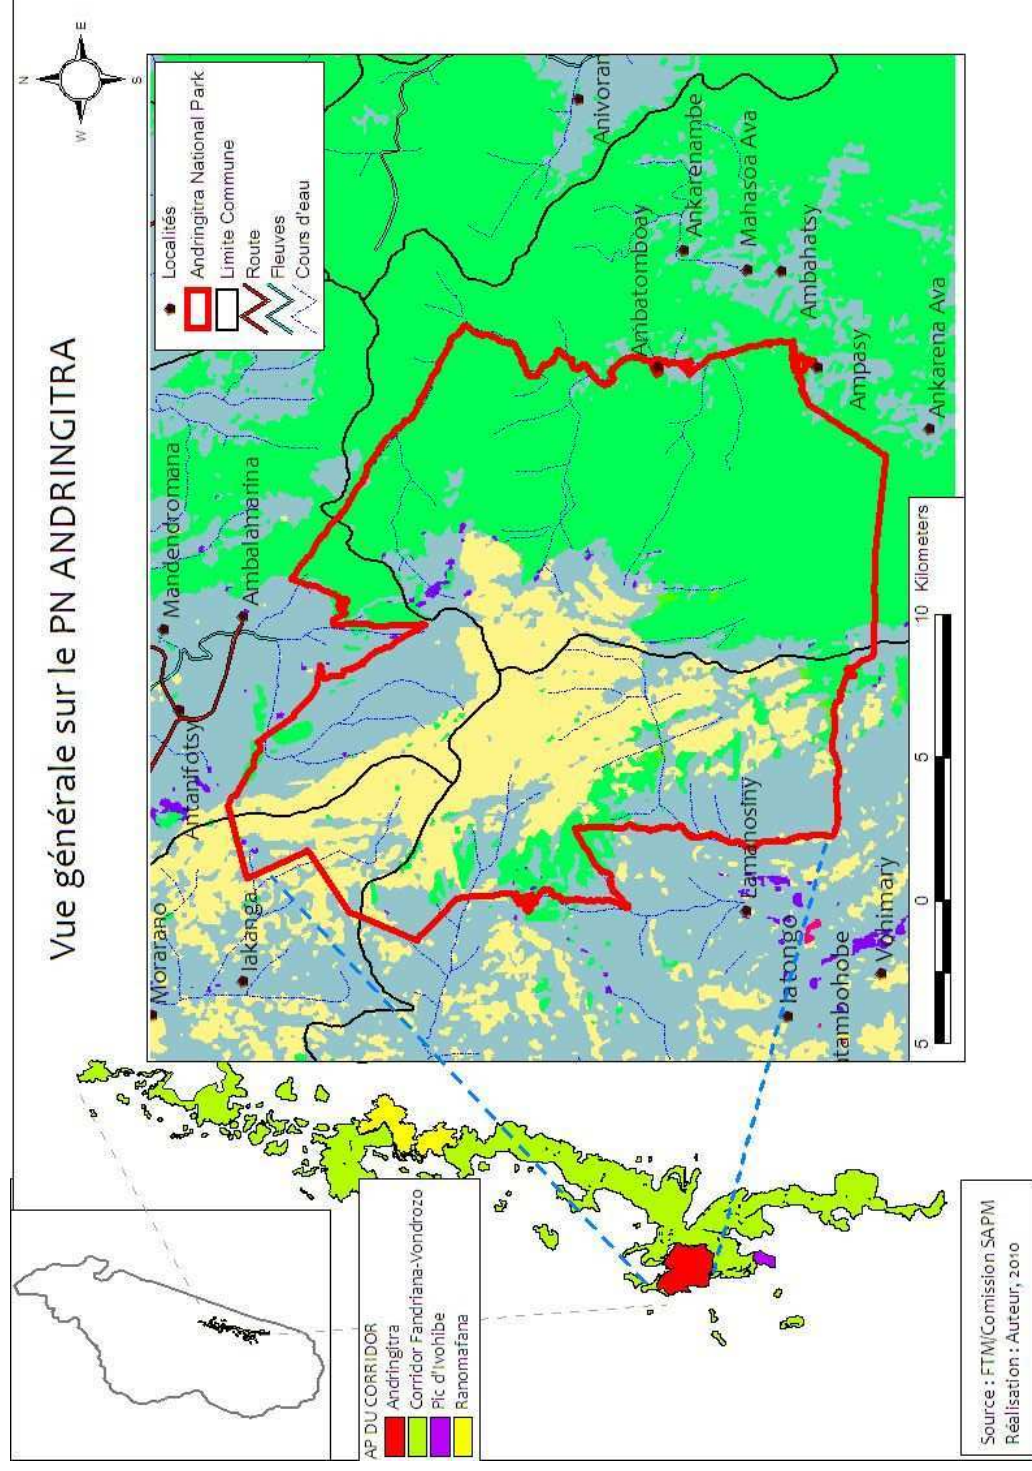 Vue générale sur le PN ANDRINGITRA
N
W
E
S
Localités
Andringitra National Park
Limite Commune
Route
Fleuves
Cours d'eau
Morarano
Antanifotsy
Mandendromana
Iakanga
Ambalamarina
Anivoran
Ambatomboay
Ankarenambe
Mahasoa Ava
Lamanosiny
Iatongo
Ambahatsy
tambohobe
Vohimary
Ampasy
Ankarena Ava
5 0 5 10 Kilometers
AP DU CORRIDOR
Andringitra
Corridor Fandriana-Vondrozo
Pic d'Ivohibe
Ranomafana
Source : FTM/Comission SAPM
Réalisation : Auteur, 2010